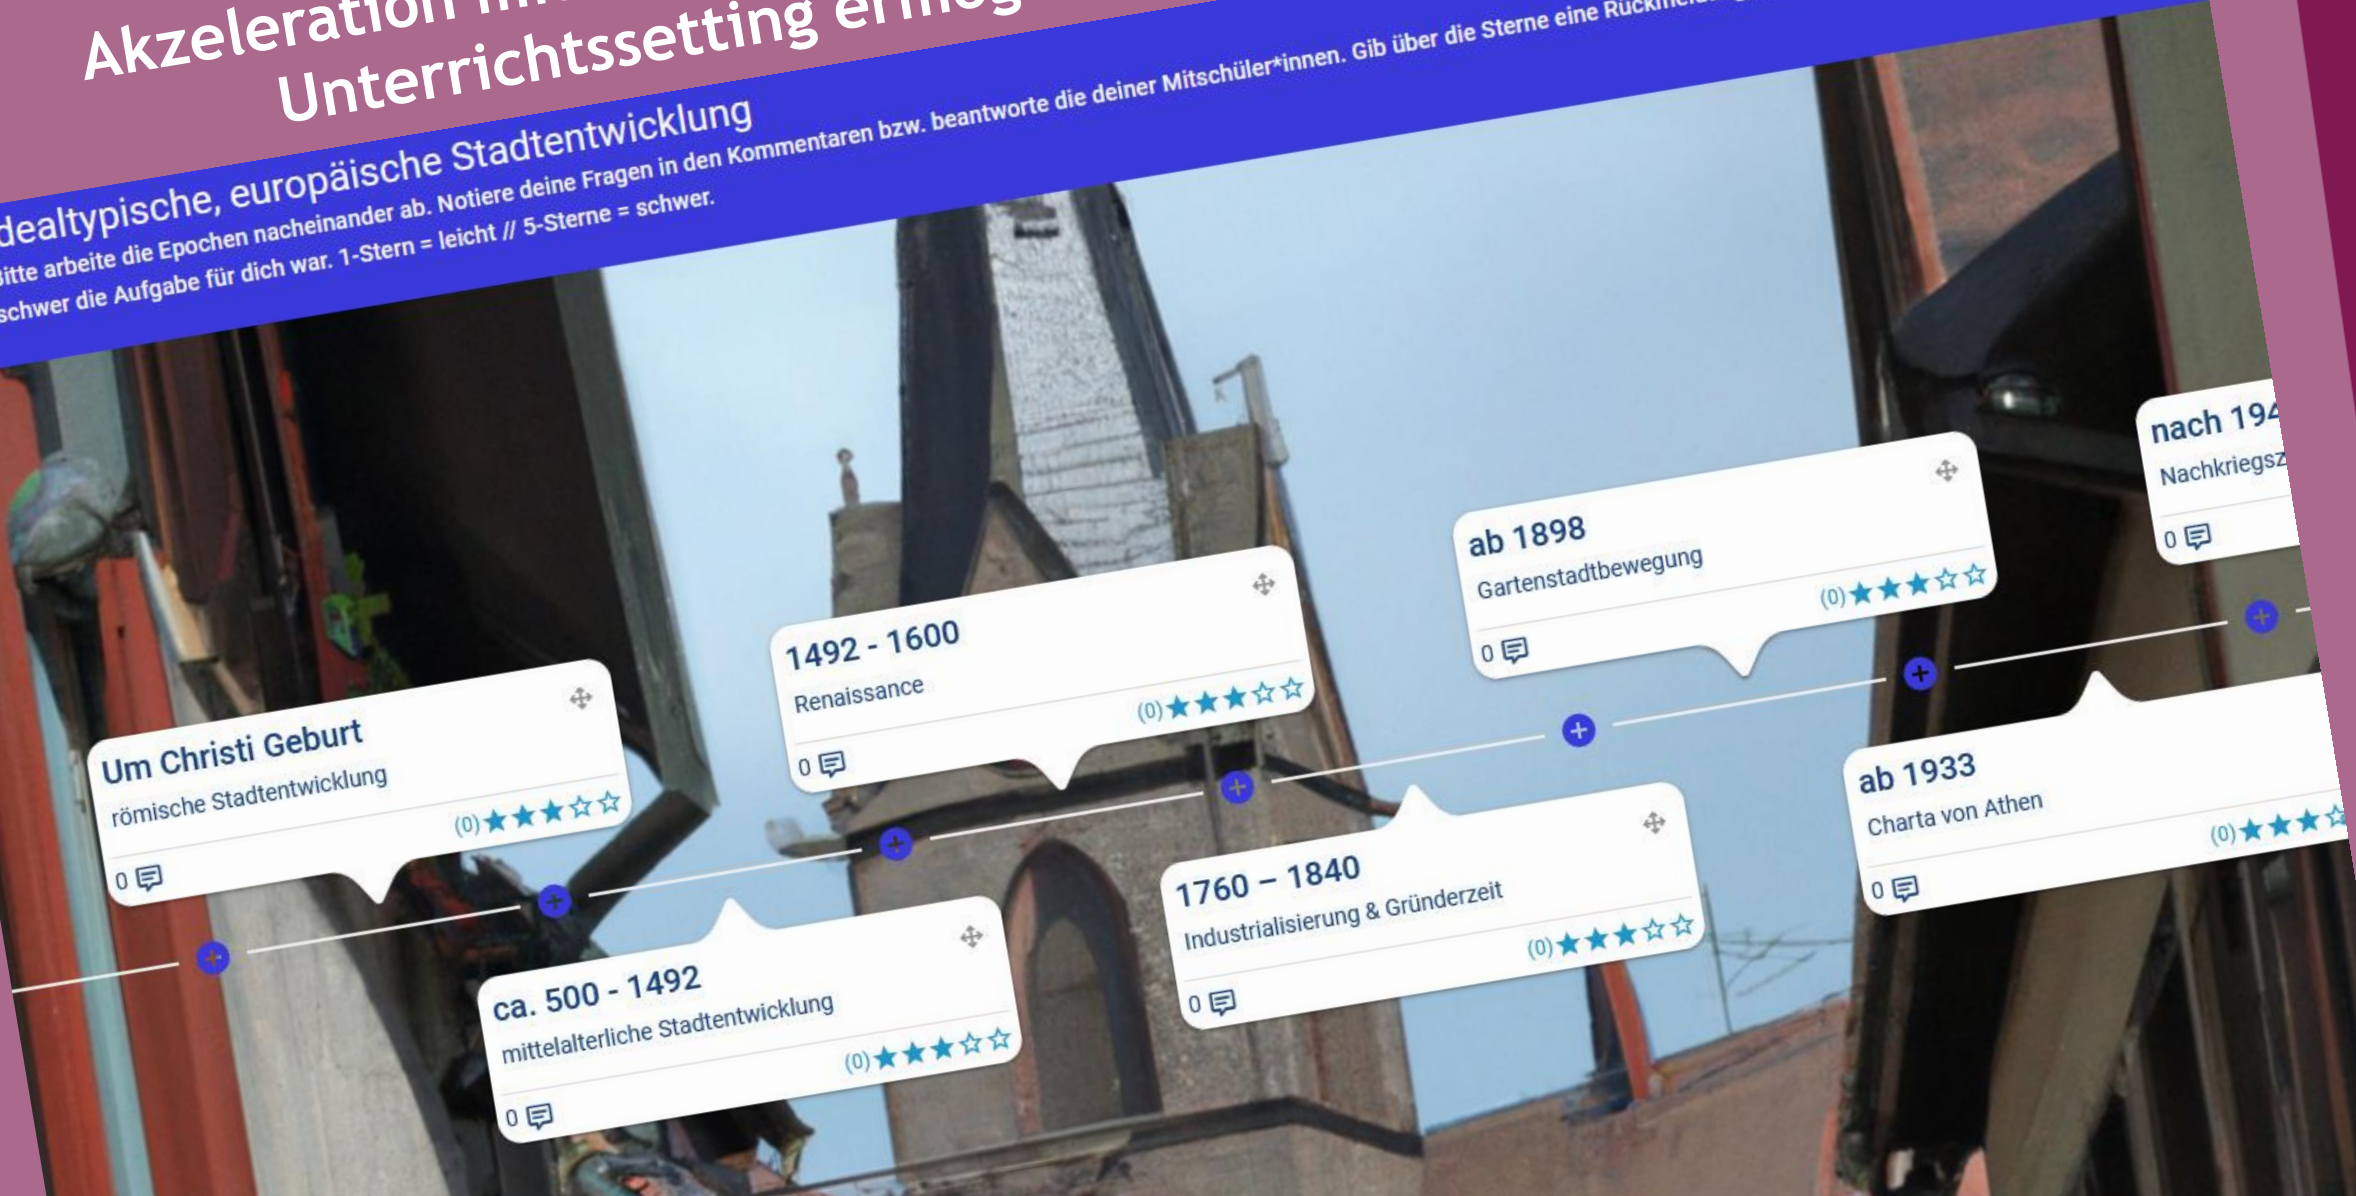 Akzeleration
Unterrichtssetting
dealtypische, europäische Stadtentwicklung
Bitte arbeite die Epochen nacheinander ab. Notiere deine Fragen in den Kommentaren bzw. beantworte die deiner Mitschüler*innen. Gib über die Sterne eine
schwer die Aufgabe für dich war. 1-Stern = leicht // 5-Sterne = schwer.
Um Christi Geburt
römische Stadtentwicklung
(0)
0
ca. 500 - 1492
mittelalterliche Stadtentwicklung
(0)
0
1492 - 1600
Renaissance
(0)
0
1760 – 1840
Industrialisierung & Gründerzeit
(0)
0
ab 1898
Gartenstadtbewegung
(0)
0
ab 1933
Charta von Athen
(0)
0
nach 194
Nachkriegsz
0